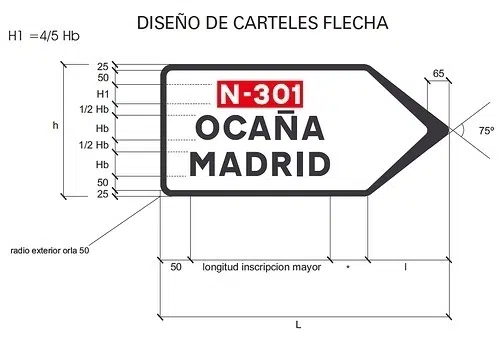 DISEÑO DE CARTELES FLECHA
H1 =4/5 Hb
25
50
H1
1/2 Hb
h
Hb
1/2 Hb
Hb
50
25
N-301
OCAÑA
MADRID
65
75º
radio exterior orla 50
50
longitud inscripcion mayor
*
l
L